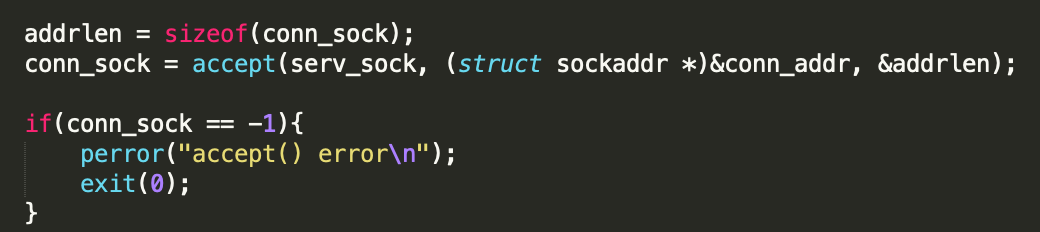 addrlen = sizeof(conn_sock);
conn_sock = accept(serv_sock, (struct sockaddr *)&conn_addr, &addrlen);
if(conn_sock == -1){
perror("accept() error\n");
exit(0);
}